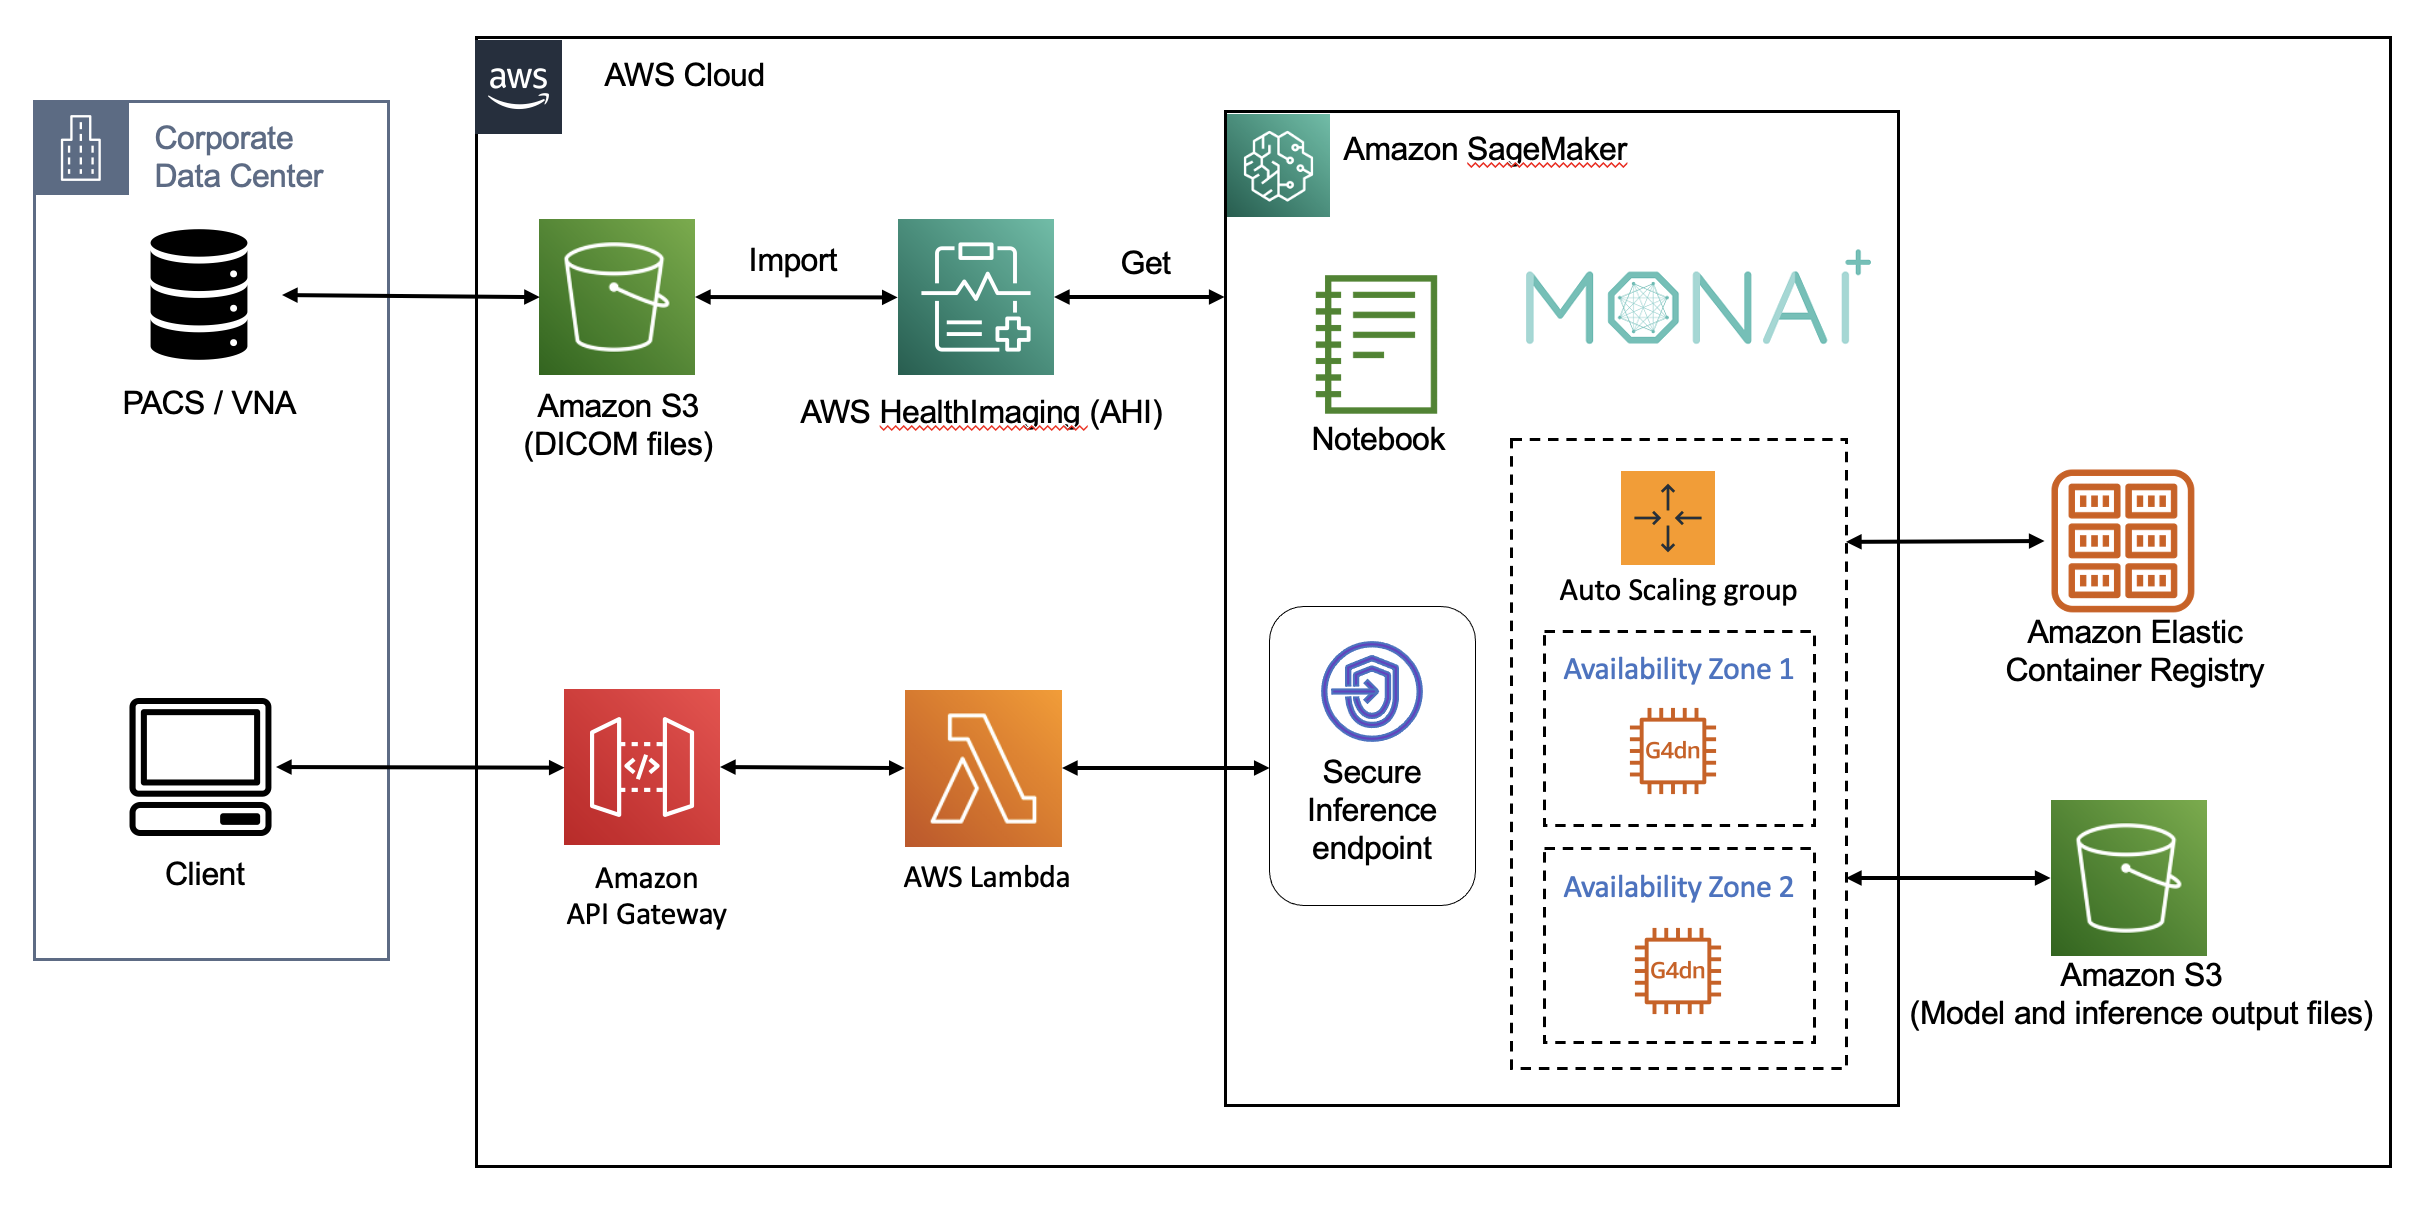 aws
AWS Cloud
Corporate
Data Center
Amazon SageMaker
Import
Get
MONAI
PACS / VNA
Amazon S3
(DICOM files)
AWS HealthImaging (AHI)
Notebook
Auto Scaling group
Amazon Elastic
Container Registry
Availability Zone 1
G4dn
Secure
Inference
endpoint
</>
Client
Amazon
API Gateway
AWS Lambda
Availability Zone 2
G4dn
Amazon S3
(Model and inference output files)